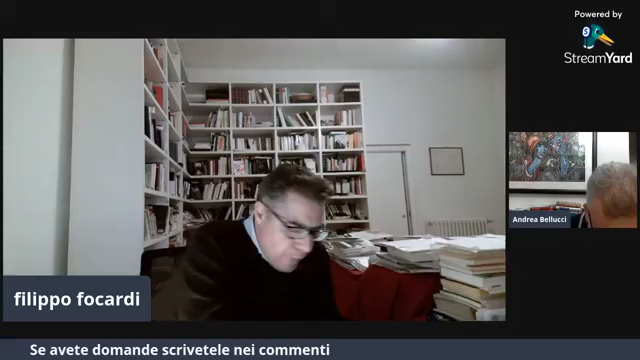 Powered by
StreamYard
Andrea Bellucci
filippo focardi
Se avete domande scrivetele nei commenti